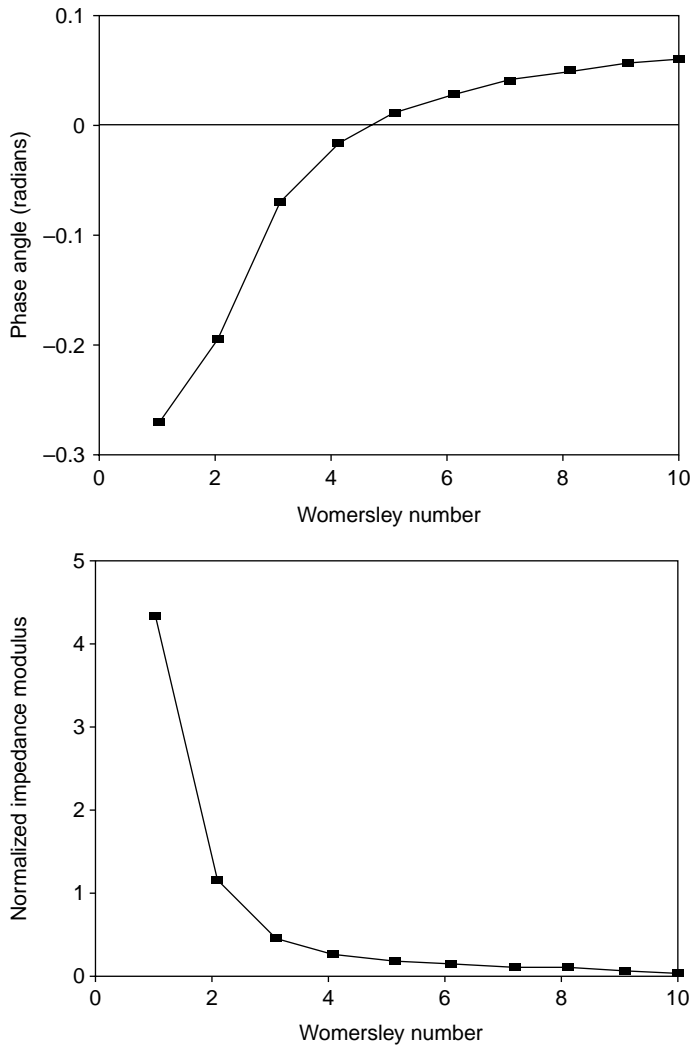 0.1
0
–0.1
–0.2
–0.3
Phase angle (radians)
0 2 4 6 8 10
Womersley number
5
4
3
2
1
0
Normalized impedance modulus
0 2 4 6 8 10
Womersley number